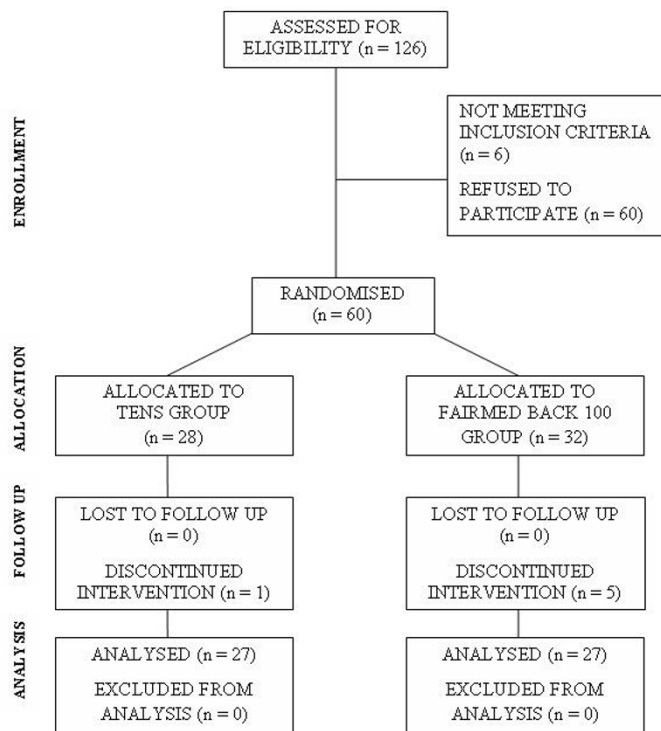 ASSESSED FOR
ELIGIBILITY (n = 126)
ENROLLMENT
NOT MEETING
INCLUSION CRITERIA
(n = 6)
REFUSED TO
PARTICIPATE (n = 60)
RANDOMISED
(n = 60)
ALLOCATION
ALLOCATED TO
TENS GROUP
(n = 28)
ALLOCATED TO
FAIRMED BACK 100
GROUP (n = 32)
FOLLOW UP
LOST TO FOLLOW UP
(n = 0)
DISCONTINUED
INTERVENTION (n = 1)
LOST TO FOLLOW UP
(n = 0)
DISCONTINUED
INTERVENTION (n = 5)
ANALYSIS
ANALYSED (n = 27)
EXCLUDED FROM
ANALYSIS (n = 0)
ANALYSED (n = 27)
EXCLUDED FROM
ANALYSIS (n = 0)